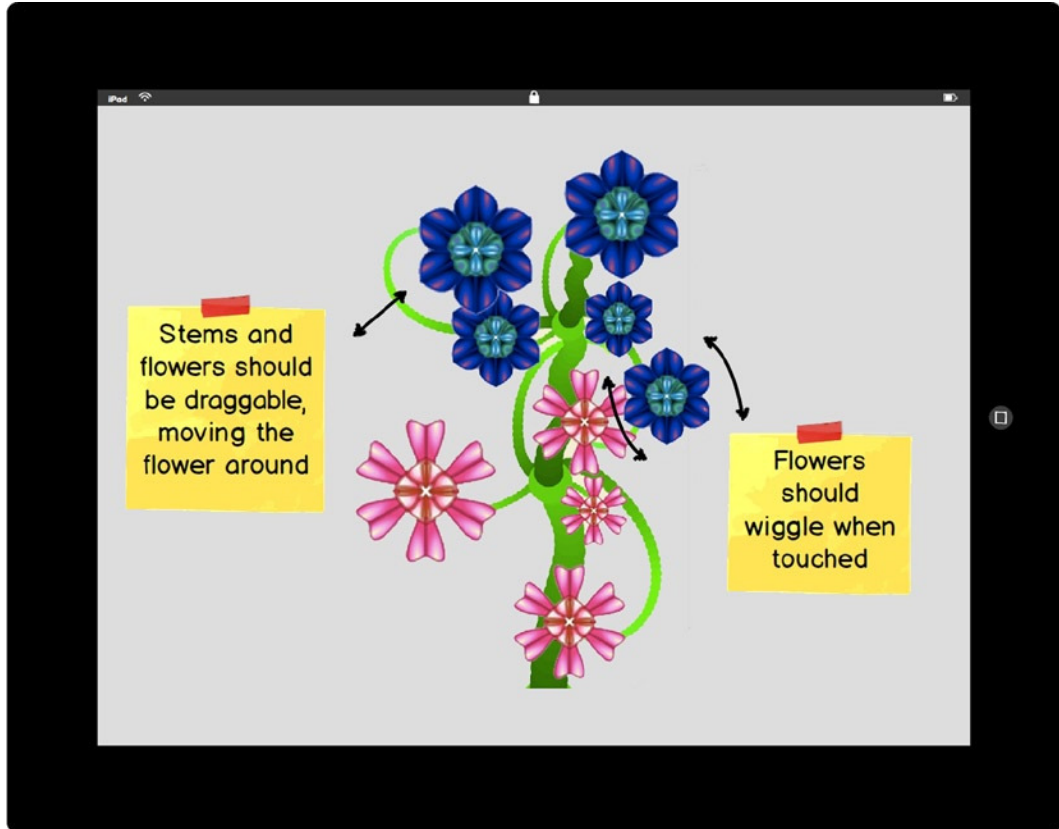 iPad
Stems and
flowers should
be draggable,
moving the
flower around
Flowers
should
wiggle when
touched